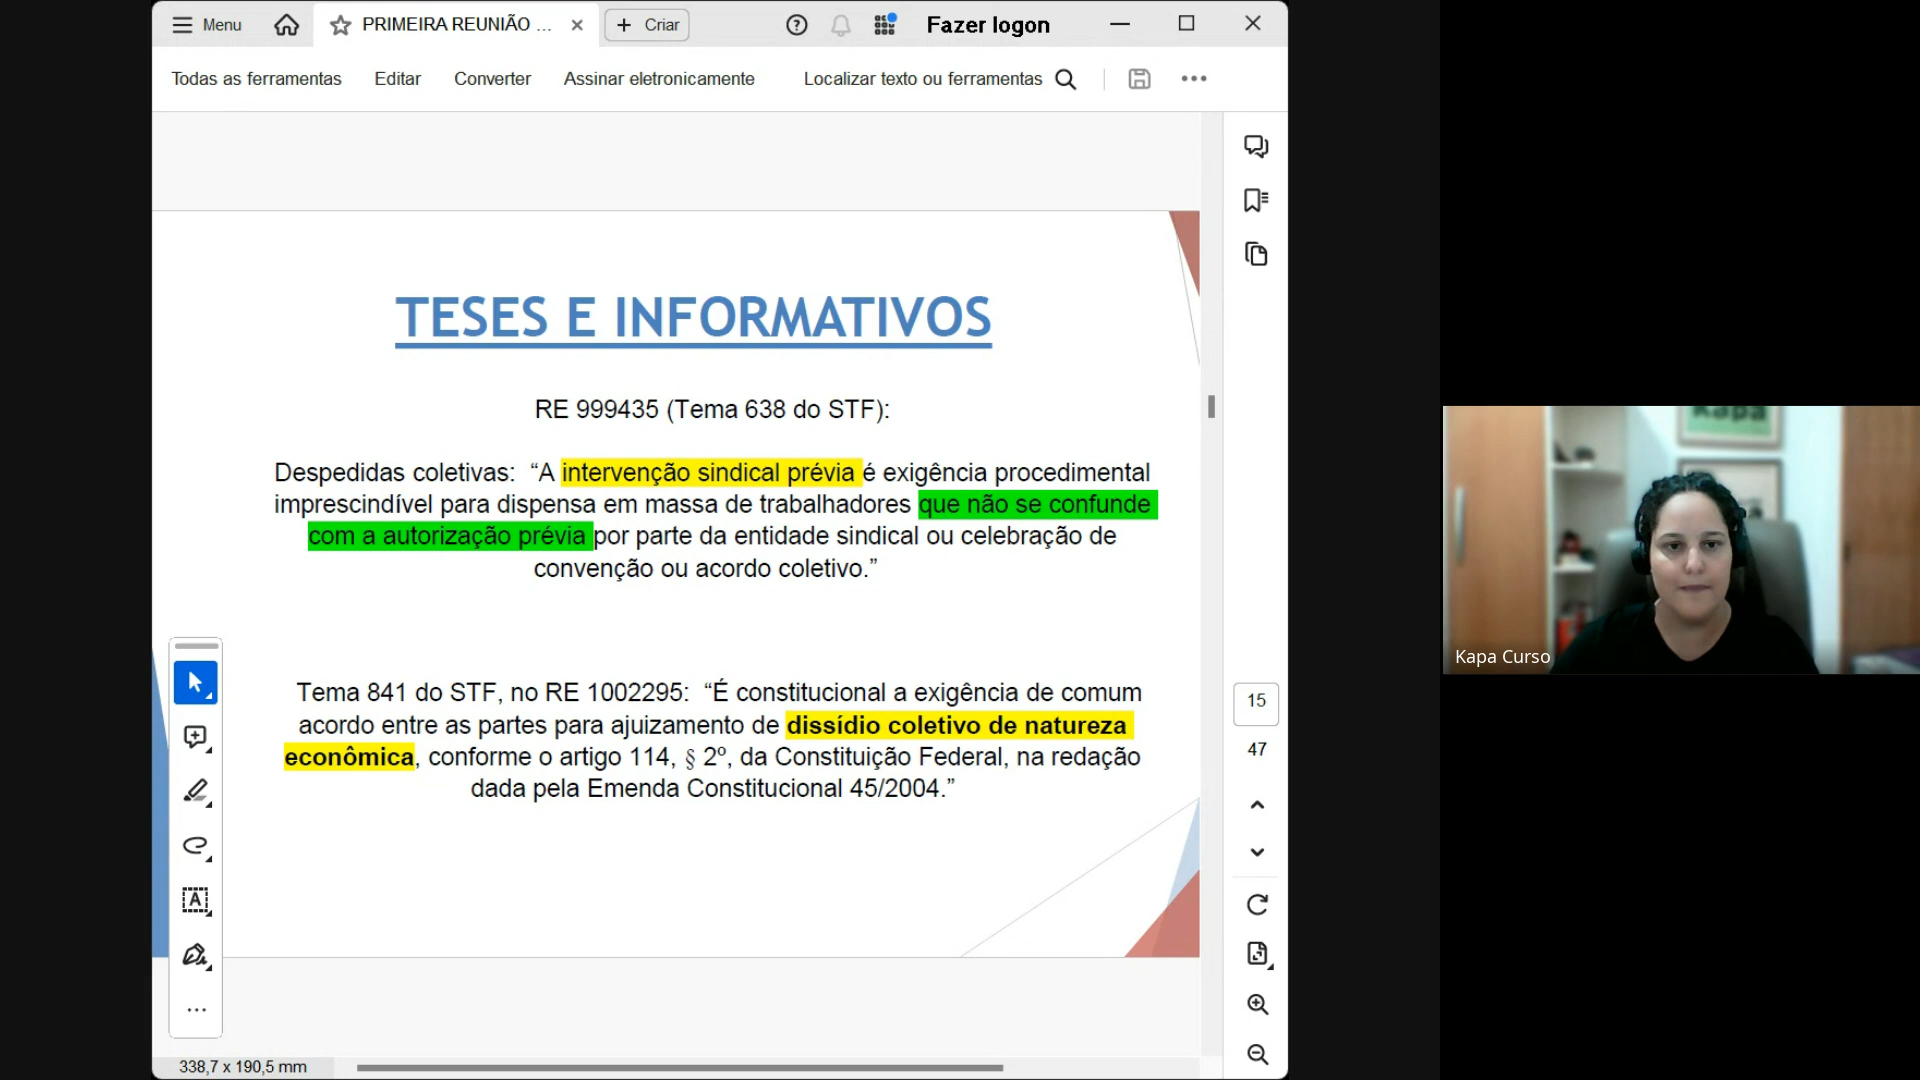 Menu
PRIMEIRA REUNIÃO ...
Criar
Fazer logon
Todas as ferramentas
Editar
Converter
Assinar eletronicamente
Localizar texto ou ferramentas
TESES E INFORMATIVOS
RE 999435 (Tema 638 do STF):
Despedidas coletivas: “A intervenção sindical prévia é exigência procedimental
imprescindível para dispensa em massa de trabalhadores que não se confunde
com a autorização prévia por parte da entidade sindical ou celebração de
convenção ou acordo coletivo.”
Tema 841 do STF, no RE 1002295: “É constitucional a exigência de comum
acordo entre as partes para ajuizamento de dissídio coletivo de natureza
econômica, conforme o artigo 114, § 2º, da Constituição Federal, na redação
dada pela Emenda Constitucional 45/2004.”
15
47
338,7 x 190,5 mm
Kapa
Kapa Curso